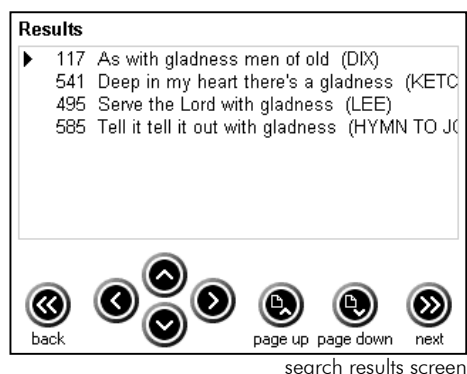 Results
117 As with gladness men of old (DIX)
541 Deep in my heart there's a gladness (KETC
495 Serve the Lord with gladness (LEE)
585 Tell it tell it out with gladness (HYMN TO JO
back page up page down next
search results screen